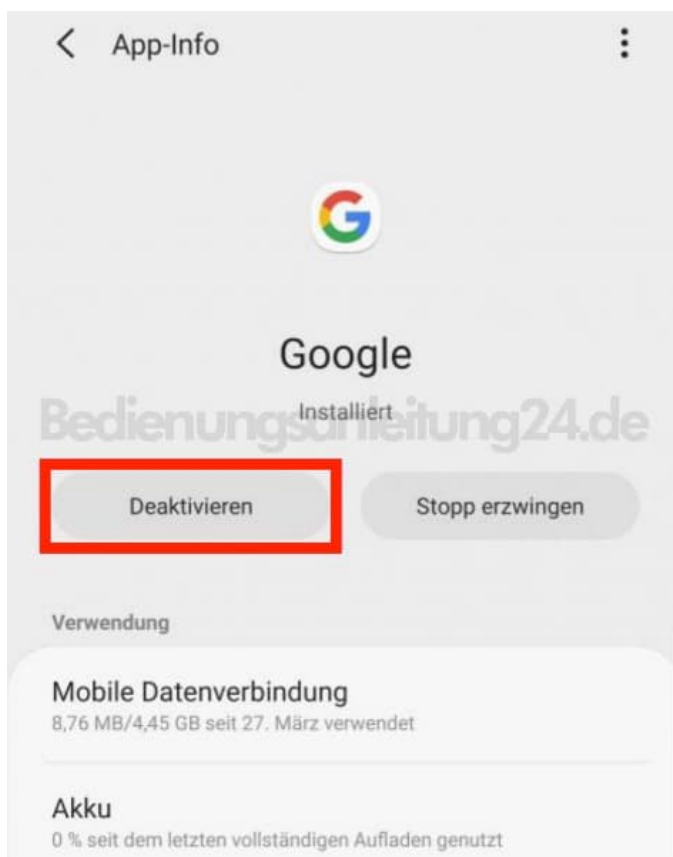 App-Info
Google
Installiert
Bedienungsanleitung24.de
Deaktivieren
Stopp erzwingen
Verwendung
Mobile Datenverbindung
8,76 MB/4,45 GB seit 27. März verwendet
Akku
0 % seit dem letzten vollständigen Aufladen genutzt